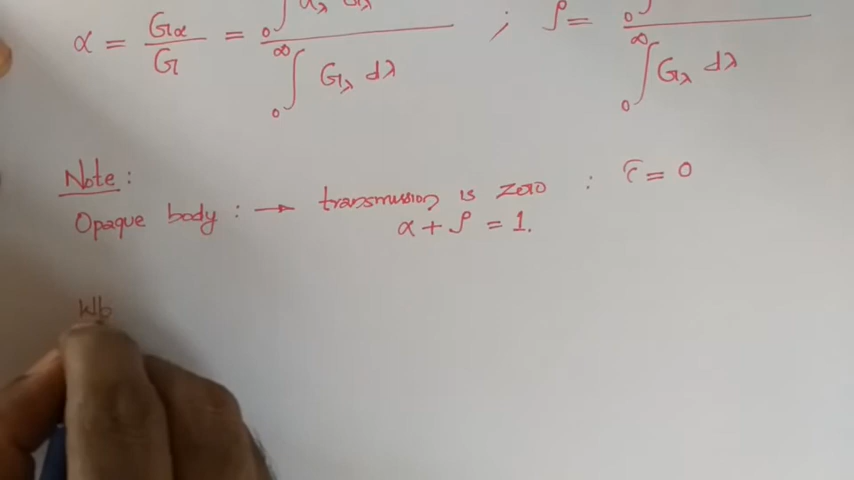 α = Gα / G = ∫₀^∞ αλ Gλ / ∫₀^∞ Gλ dλ ; ρ = ∫₀ / ∫₀^∞ Gλ dλ
Note :
Opaque body : → transmission is zero : τ = 0
α + ρ = 1.
Wb